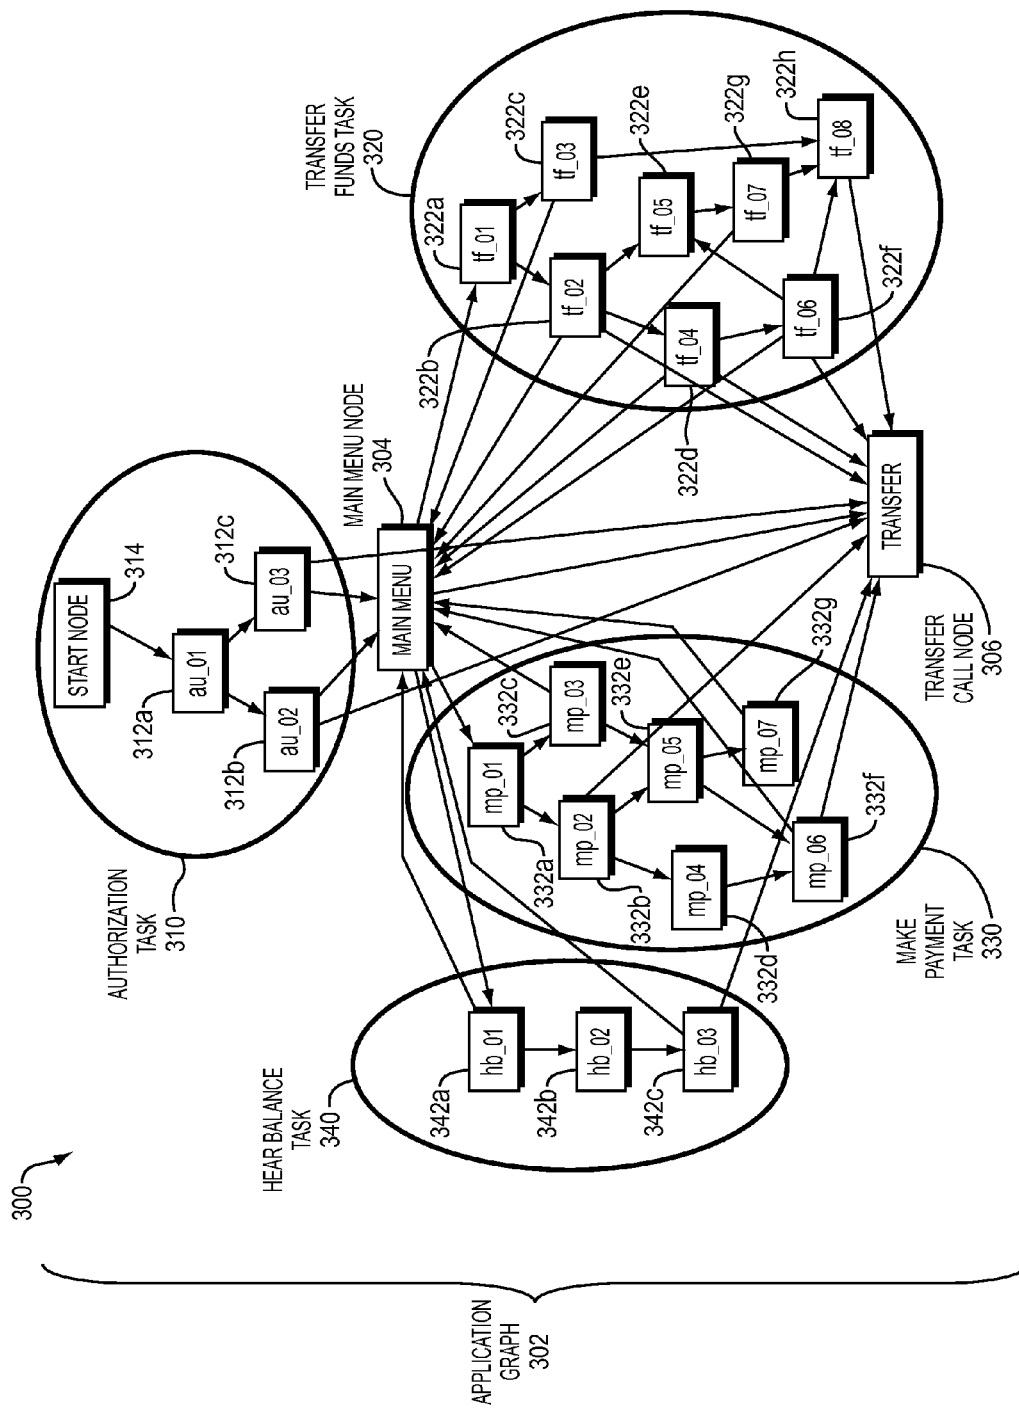 300
APPLICATION
GRAPH
302
AUTHORIZATION
TASK
310
START NODE
314
au_01
312a
au_02
312b
au_03
312c
MAIN MENU NODE
304
MAIN MENU
TRANSFER
FUNDS TASK
320
tf_01
322a
tf_02
322b
tf_03
322c
tf_04
322d
tf_05
322e
tf_06
322f
tf_07
322g
tf_08
322h
HEAR BALANCE
TASK
340
hb_01
342a
hb_02
342b
hb_03
342c
mp_01
332a
mp_02
332b
mp_03
332c
mp_04
332d
mp_05
332e
mp_06
332f
mp_07
332g
MAKE
PAYMENT
TASK
330
TRANSFER
TRANSFER
CALL NODE
306